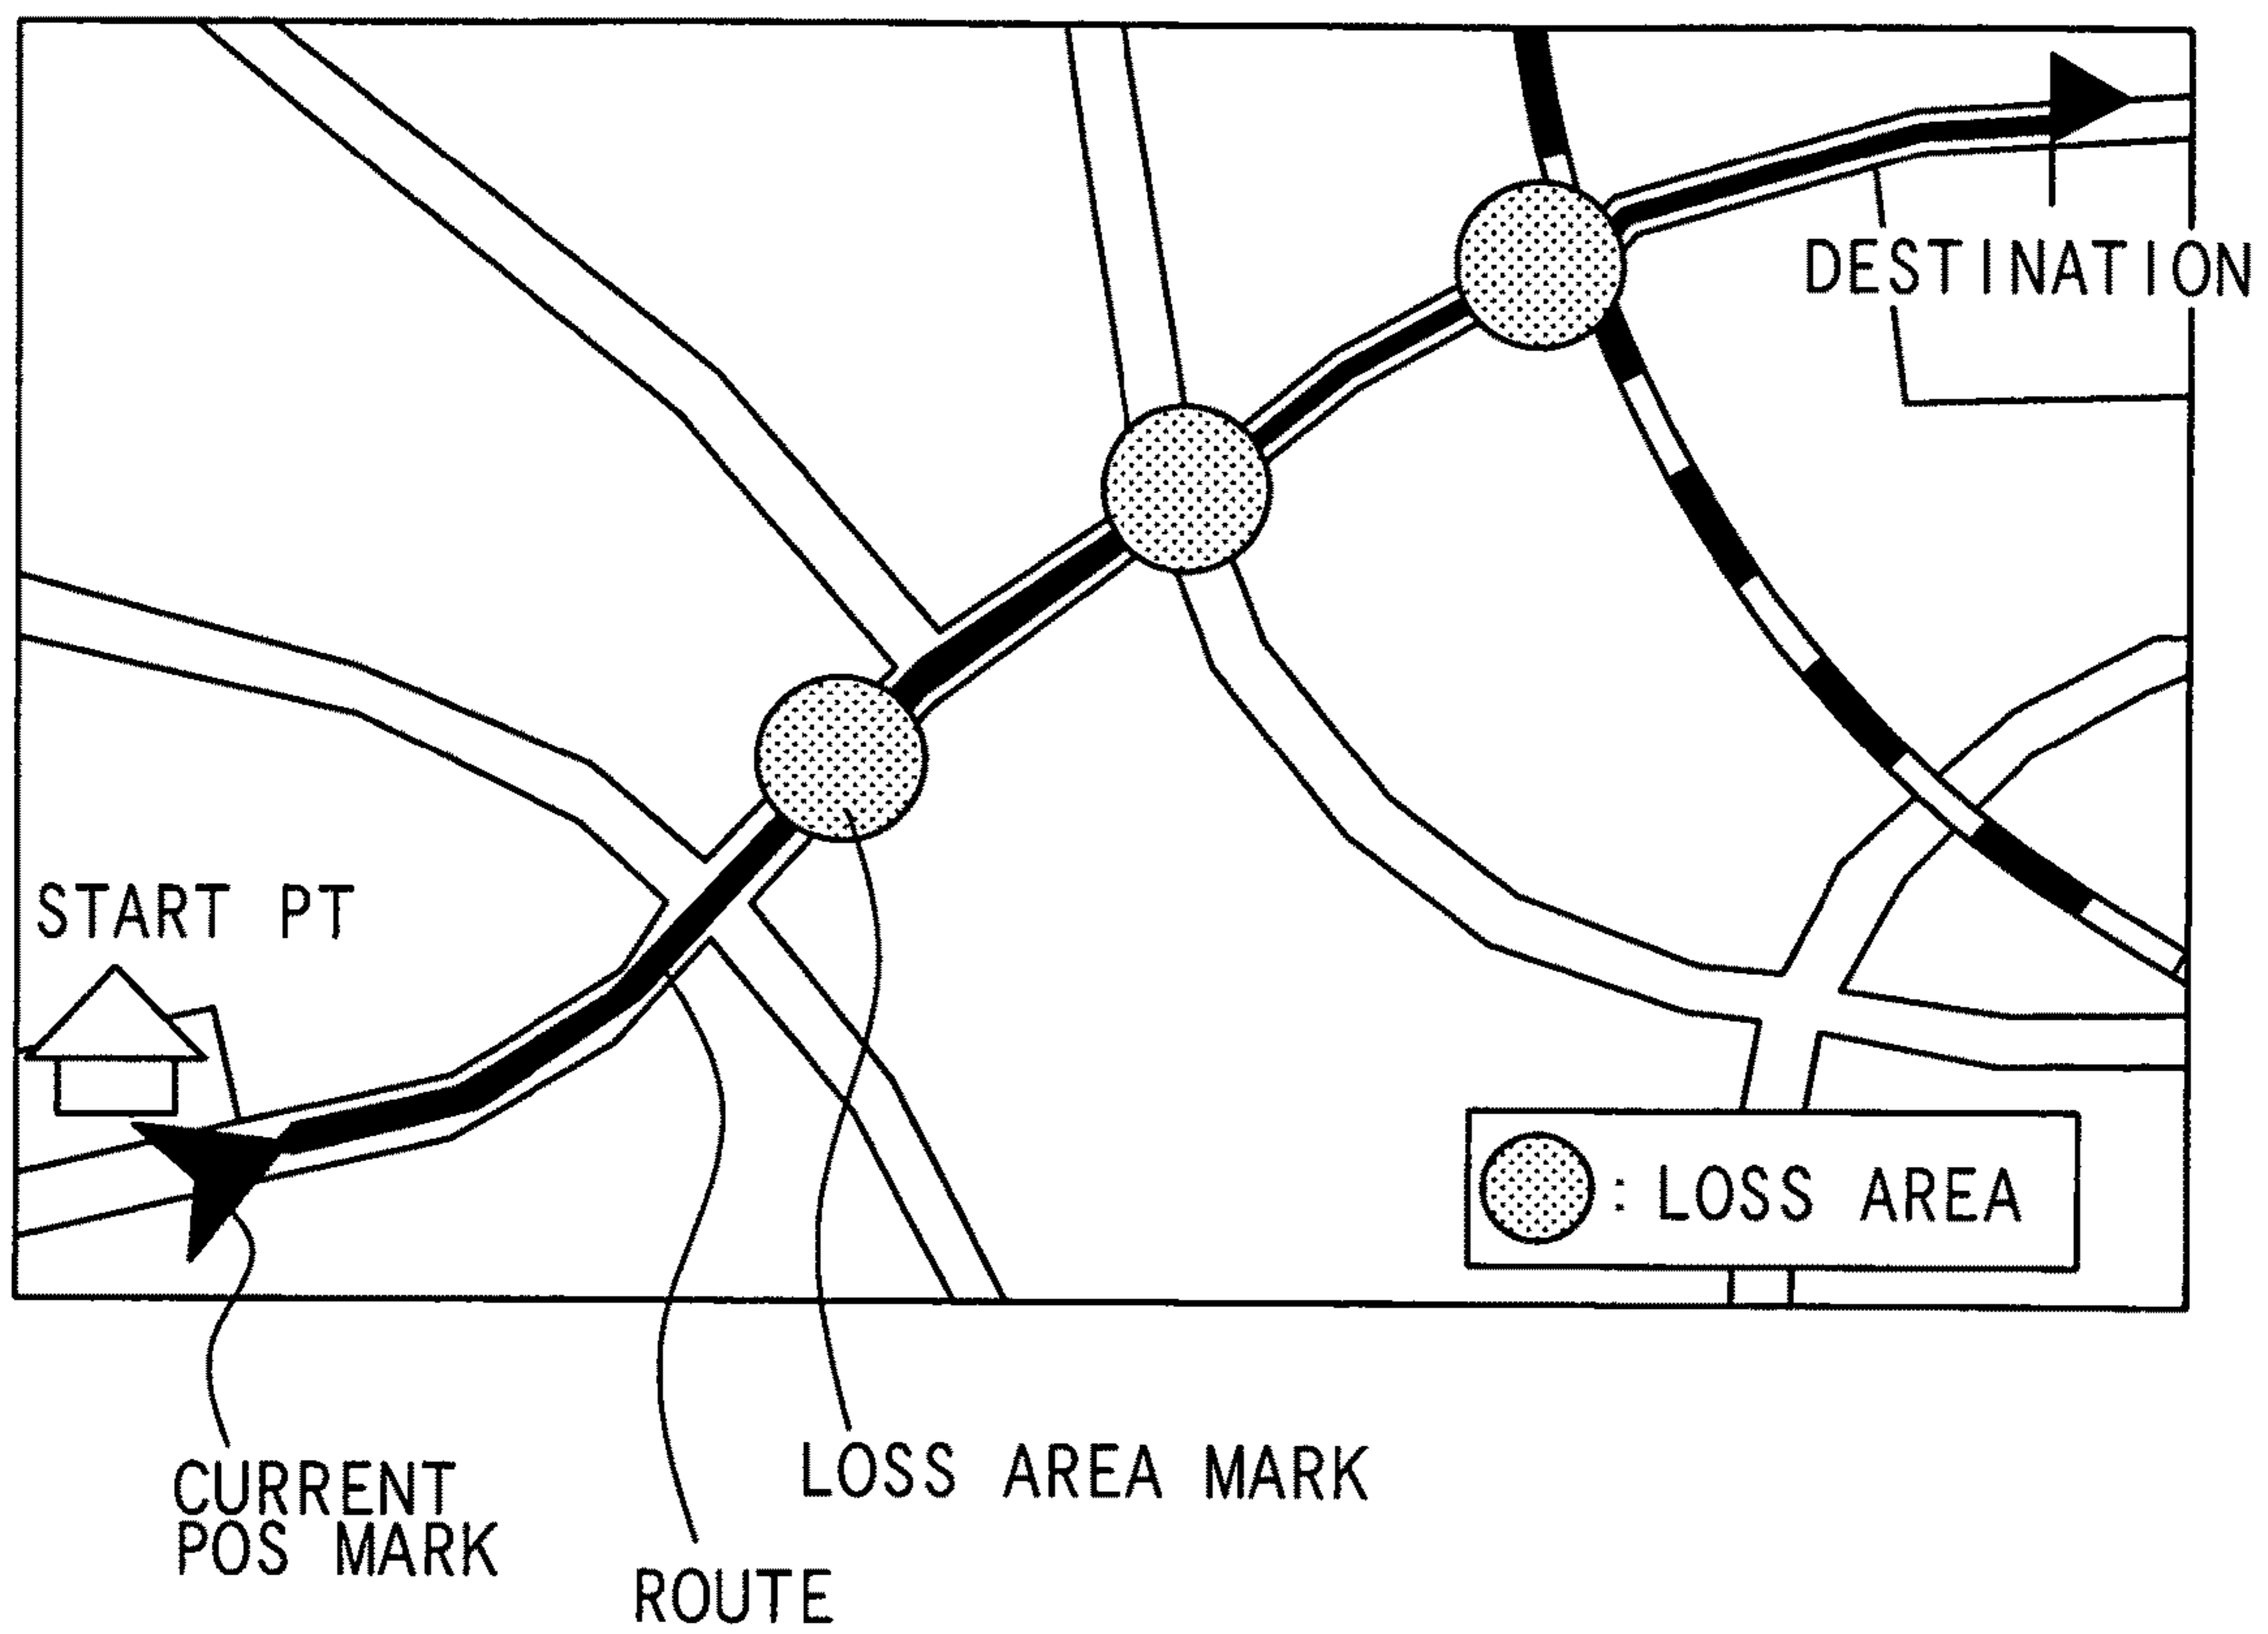 DESTINATION
START PT
: LOSS AREA
LOSS AREA MARK
CURRENT
POS MARK
ROUTE